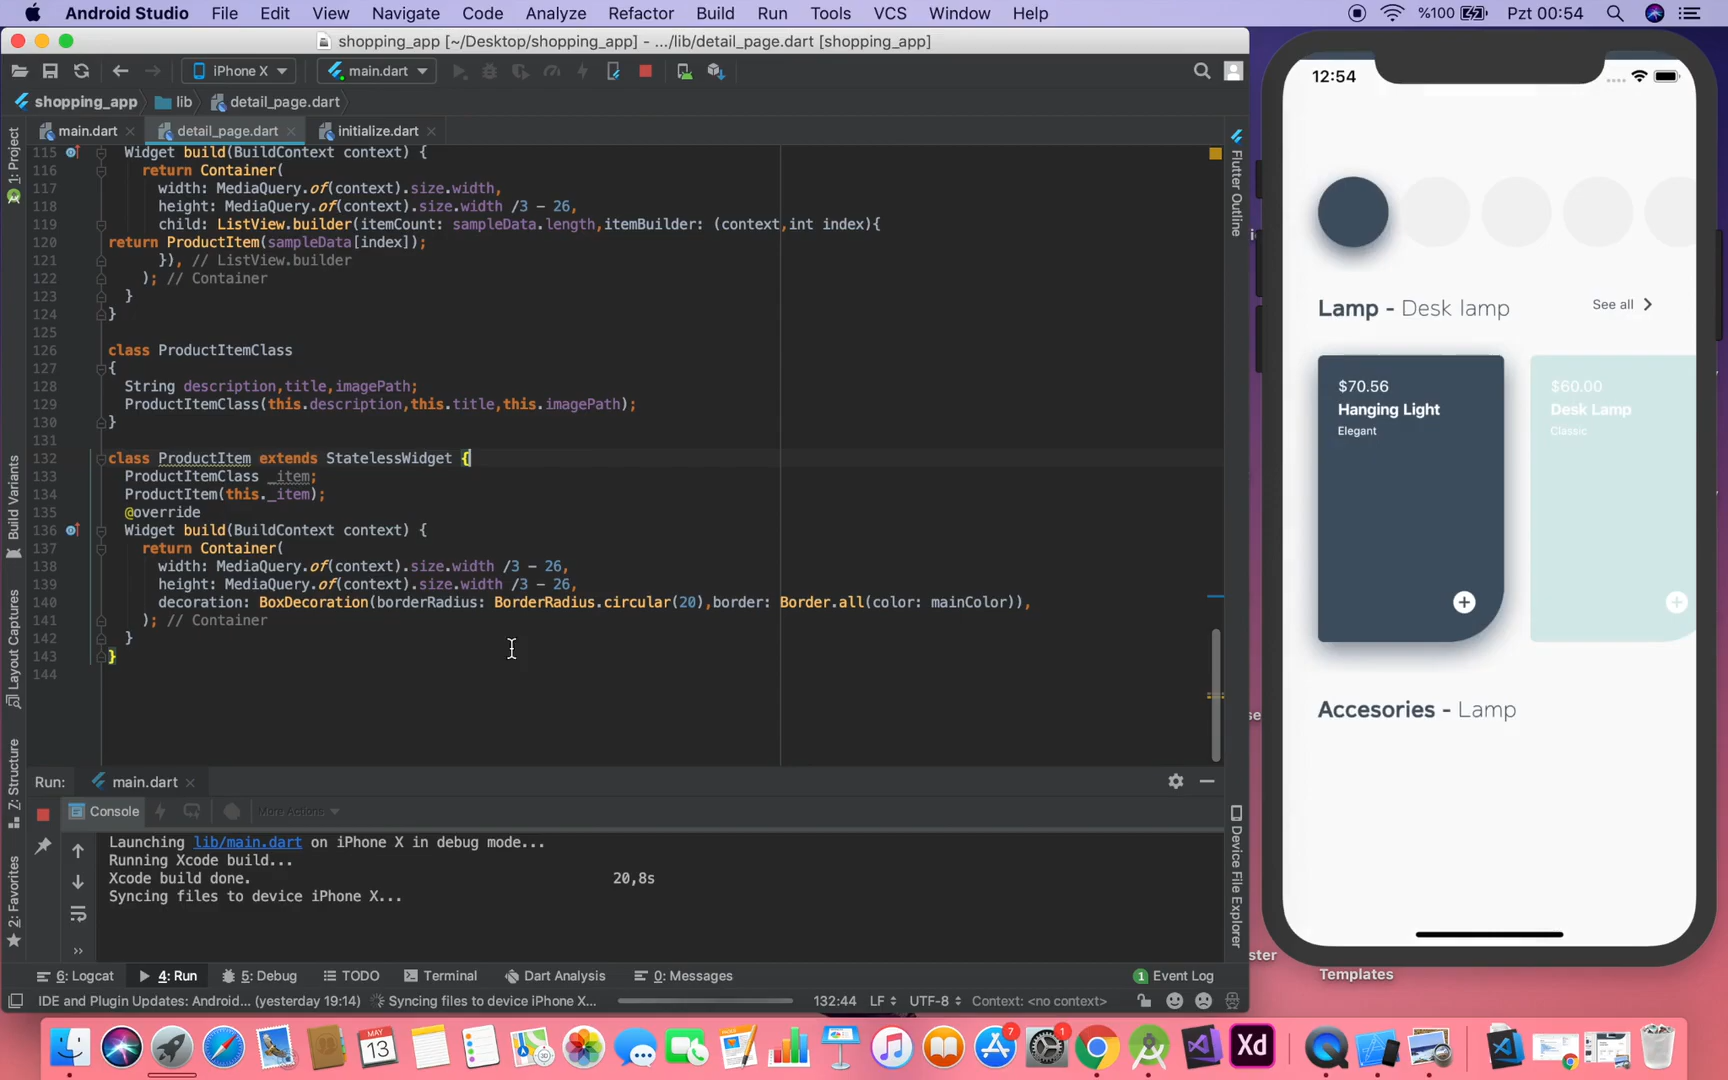 Android Studio File Edit View Navigate Code Analyze Refactor Build Run Tools VCS Window Help %100 Pzt 00:54
shopping_app [~/Desktop/shopping_app] - .../lib/detail_page.dart [shopping_app]
iPhone X main.dart
shopping_app lib detail_page.dart
main.dart detail_page.dart initialize.dart
115 Widget build(BuildContext context) {
116 return Container(
117 width: MediaQuery.of(context).size.width,
118 height: MediaQuery.of(context).size.width /3 - 26,
119 child: ListView.builder(itemCount: sampleData.length,itemBuilder: (context,int index){
120 return ProductItem(sampleData[index]);
121 }), // ListView.builder
122 ); // Container
123 }
124 }
125
126 class ProductItemClass
127 {
128 String description,title,imagePath;
129 ProductItemClass(this.description,this.title,this.imagePath);
130 }
131
132 class ProductItem extends StatelessWidget {
133 ProductItemClass _item;
134 ProductItem(this._item);
135 @override
136 Widget build(BuildContext context) {
137 return Container(
138 width: MediaQuery.of(context).size.width /3 - 26,
139 height: MediaQuery.of(context).size.width /3 - 26,
140 decoration: BoxDecoration(borderRadius: BorderRadius.circular(20),border: Border.all(color: mainColor)),
141 ); // Container
142 }
143 }
144
1: Project
Build Variants
Layout Captures
7: Structure
2: Favorites
Flutter Outline
Device File Explorer
Run: main.dart
Console More Actions
Launching lib/main.dart on iPhone X in debug mode...
Running Xcode build...
Xcode build done. 20,8s
Syncing files to device iPhone X...
6: Logcat 4: Run 5: Debug TODO Terminal Dart Analysis 0: Messages 1 Event Log
IDE and Plugin Updates: Android... (yesterday 19:14) Syncing files to device iPhone X... 132:44 LF UTF-8 Context: <no context>
12:54
Lamp - Desk lamp See all
$70.56
Hanging Light
Elegant
$60.00
Desk Lamp
Classic
Accesories - Lamp
ster
Templates
MAY
13
7
1
Xd